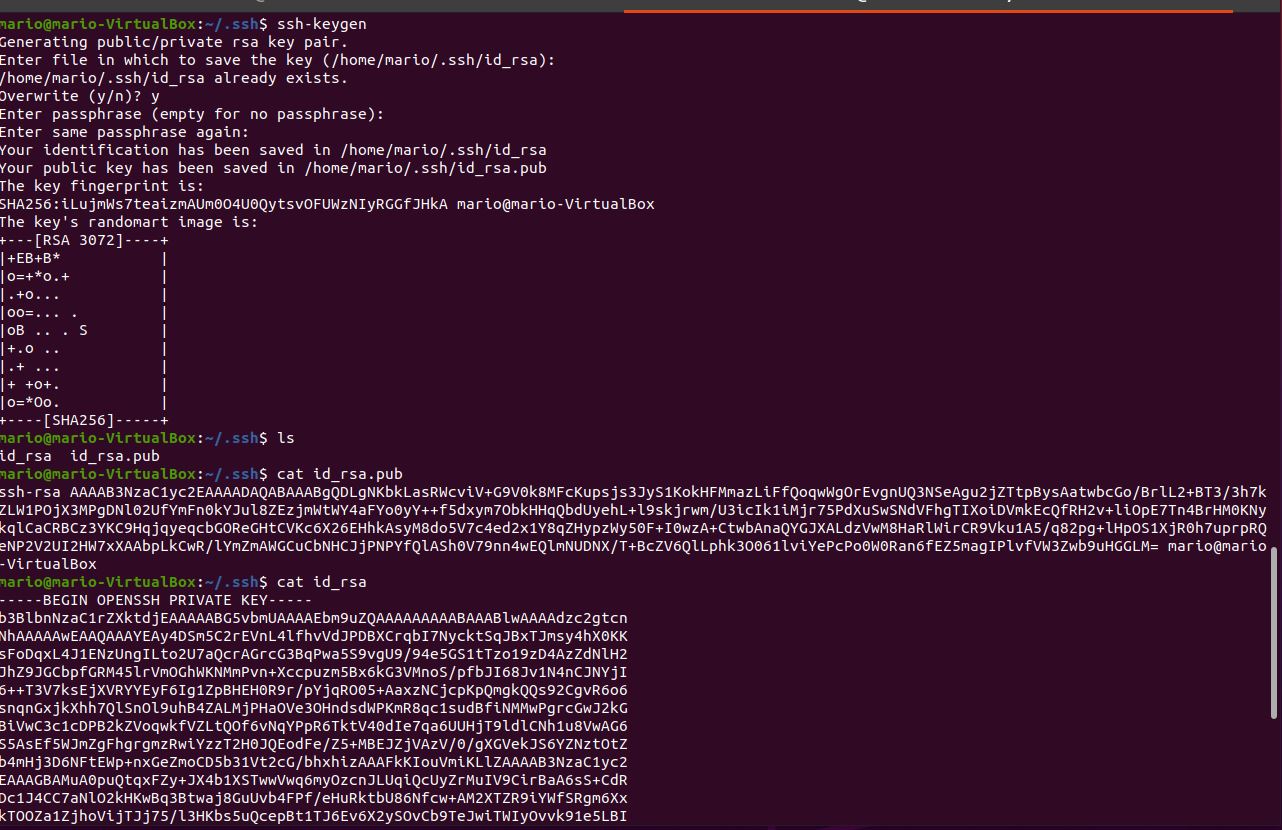 mario@mario-VirtualBox:~/.ssh$ ssh-keygen
Generating public/private rsa key pair.
Enter file in which to save the key (/home/mario/.ssh/id_rsa):
/home/mario/.ssh/id_rsa already exists.
Overwrite (y/n)? y
Enter passphrase (empty for no passphrase):
Enter same passphrase again:
Your identification has been saved in /home/mario/.ssh/id_rsa
Your public key has been saved in /home/mario/.ssh/id_rsa.pub
The key fingerprint is:
SHA256:iLujmWs7teaizmAUm0O4U0QytsvOFUWzNIyRGGfJHkA mario@mario-VirtualBox
The key's randomart image is:
+---[RSA 3072]----+
|+EB+B*           |
|o=+*o.+          |
|.+o...           |
|oo=... .         |
|oB .. . S        |
|+.o ..           |
|.+ ...           |
|+ +o+.           |
|o=*Oo.           |
+----[SHA256]-----+
mario@mario-VirtualBox:~/.ssh$ ls
id_rsa  id_rsa.pub
mario@mario-VirtualBox:~/.ssh$ cat id_rsa.pub
ssh-rsa AAAAB3NzaC1yc2EAAAADAQABAAABgQDLgNKbkLasRWcviV+G9V0k8MFcKupsjs3JyS1KokHFMmazLiFfQoqwWgOrEvgnUQ3NSeAgu2jZTtpBysAatwbcGo/BrlL2+BT3/3h7k
ZLW1POjX3MPgDNl02UfYmFn0kYJul8ZEzjmWtWY4aFYo0yY++f5dxym7ObkHHqQbdUyehL+l9skjrwm/U3icIk1iMjr75PdXuSwSNdVFhgTIXoiDVmkEcQfRH2v+liOpE7Tn4BrHM0KNy
kqlCaCRBCz3YKC9HqjqyeqcbGOReGHtCVKc6X26EHhkAsyM8do5V7c4ed2x1Y8qZHypzWy50F+I0wzA+CtwbAnaQYGJXALdzVwM8HaRlWirCR9Vku1A5/q82pg+lHpOS1XjR0h7uprpRQ
eNP2V2UI2HW7xXAAbpLkCwR/lYmZmAWGCuCbNHCJjPNPYfQlASh0V79nn4wEQlmNUDNX/T+BcZV6QlLphk3O061lviYePcPo0W0Ran6fEZ5magIPlvfVW3Zwb9uHGGLM= mario@mario
-VirtualBox
mario@mario-VirtualBox:~/.ssh$ cat id_rsa
-----BEGIN OPENSSH PRIVATE KEY-----
b3BlbnNzaC1rZXktdjEAAAAABG5vbmUAAAAEbm9uZQAAAAAAAAABAAABlwAAAAdzc2gtcn
NhAAAAAwEAAQAAAYEAy4DSm5C2rEVnL4lfhvVdJPDBXCrqbI7NycktSqJBxTJmsy4hX0KK
sFoDqxL4J1ENzUngILto2U7aQcrAGrcG3BqPwa5S9vgU9/94e5GS1tTzo19zD4AzZdNlH2
JhZ9JGCbpfGRM45lrVmOGhWKNMmPvn+Xccpuzm5Bx6kG3VMnoS/pfbJI68Jv1N4nCJNYjI
6++T3V7ksEjXVRYYEyF6Ig1ZpBHEH0R9r/pYjqRO05+AaxzNCjcpKpQmgkQQs92CgvR6o6
snqnGxjkXhh7QlSnOl9uhB4ZALMjPHaOVe3OHndsdWPKmR8qc1sudBfiNMMwPgrcGwJ2kG
BiVwC3c1cDPB2kZVoqwkfVZLtQOf6vNqYPpR6TktV40dIe7qa6UUHjT9ldlCNh1u8VwAG6
S5AsEf5WJmZgFhgrgmzRwiYzzT2H0JQEodFe/Z5+MBEJZjVAzV/0/gXGVekJS6YZNztOtZ
b4mHj3D6NFtEWp+nxGeZmoCD5b31Vt2cG/bhxhizAAAFkKIouVmiKLlZAAAAB3NzaC1yc2
EAAAGBAMuA0puQtqxFZy+JX4b1XSTwwVwq6myOzcnJLUqiQcUyZrMuIV9CirBaA6sS+CdR
Dc1J4CC7aNlO2kHKwBq3Btwaj8GuUvb4FPf/eHuRktbU86Nfcw+AM2XTZR9iYWfSRgm6Xx
kTOOZa1ZjhoVijTJj75/l3HKbs5uQcepBt1TJ6Ev6X2ySOvCb9TeJwiTWIyOvvk91e5LBI